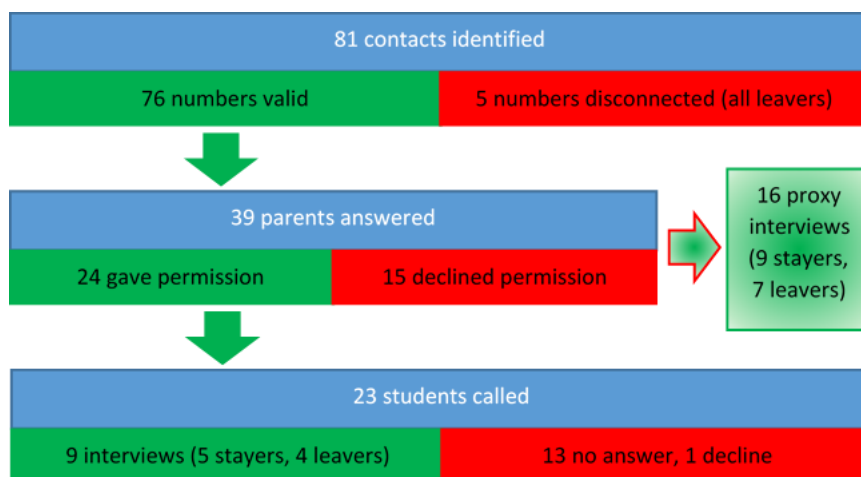 81 contacts identified
76 numbers valid
5 numbers disconnected (all leavers)
39 parents answered
24 gave permission
15 declined permission
16 proxy
interviews
(9 stayers,
7 leavers)
23 students called
9 interviews (5 stayers, 4 leavers)
13 no answer, 1 decline